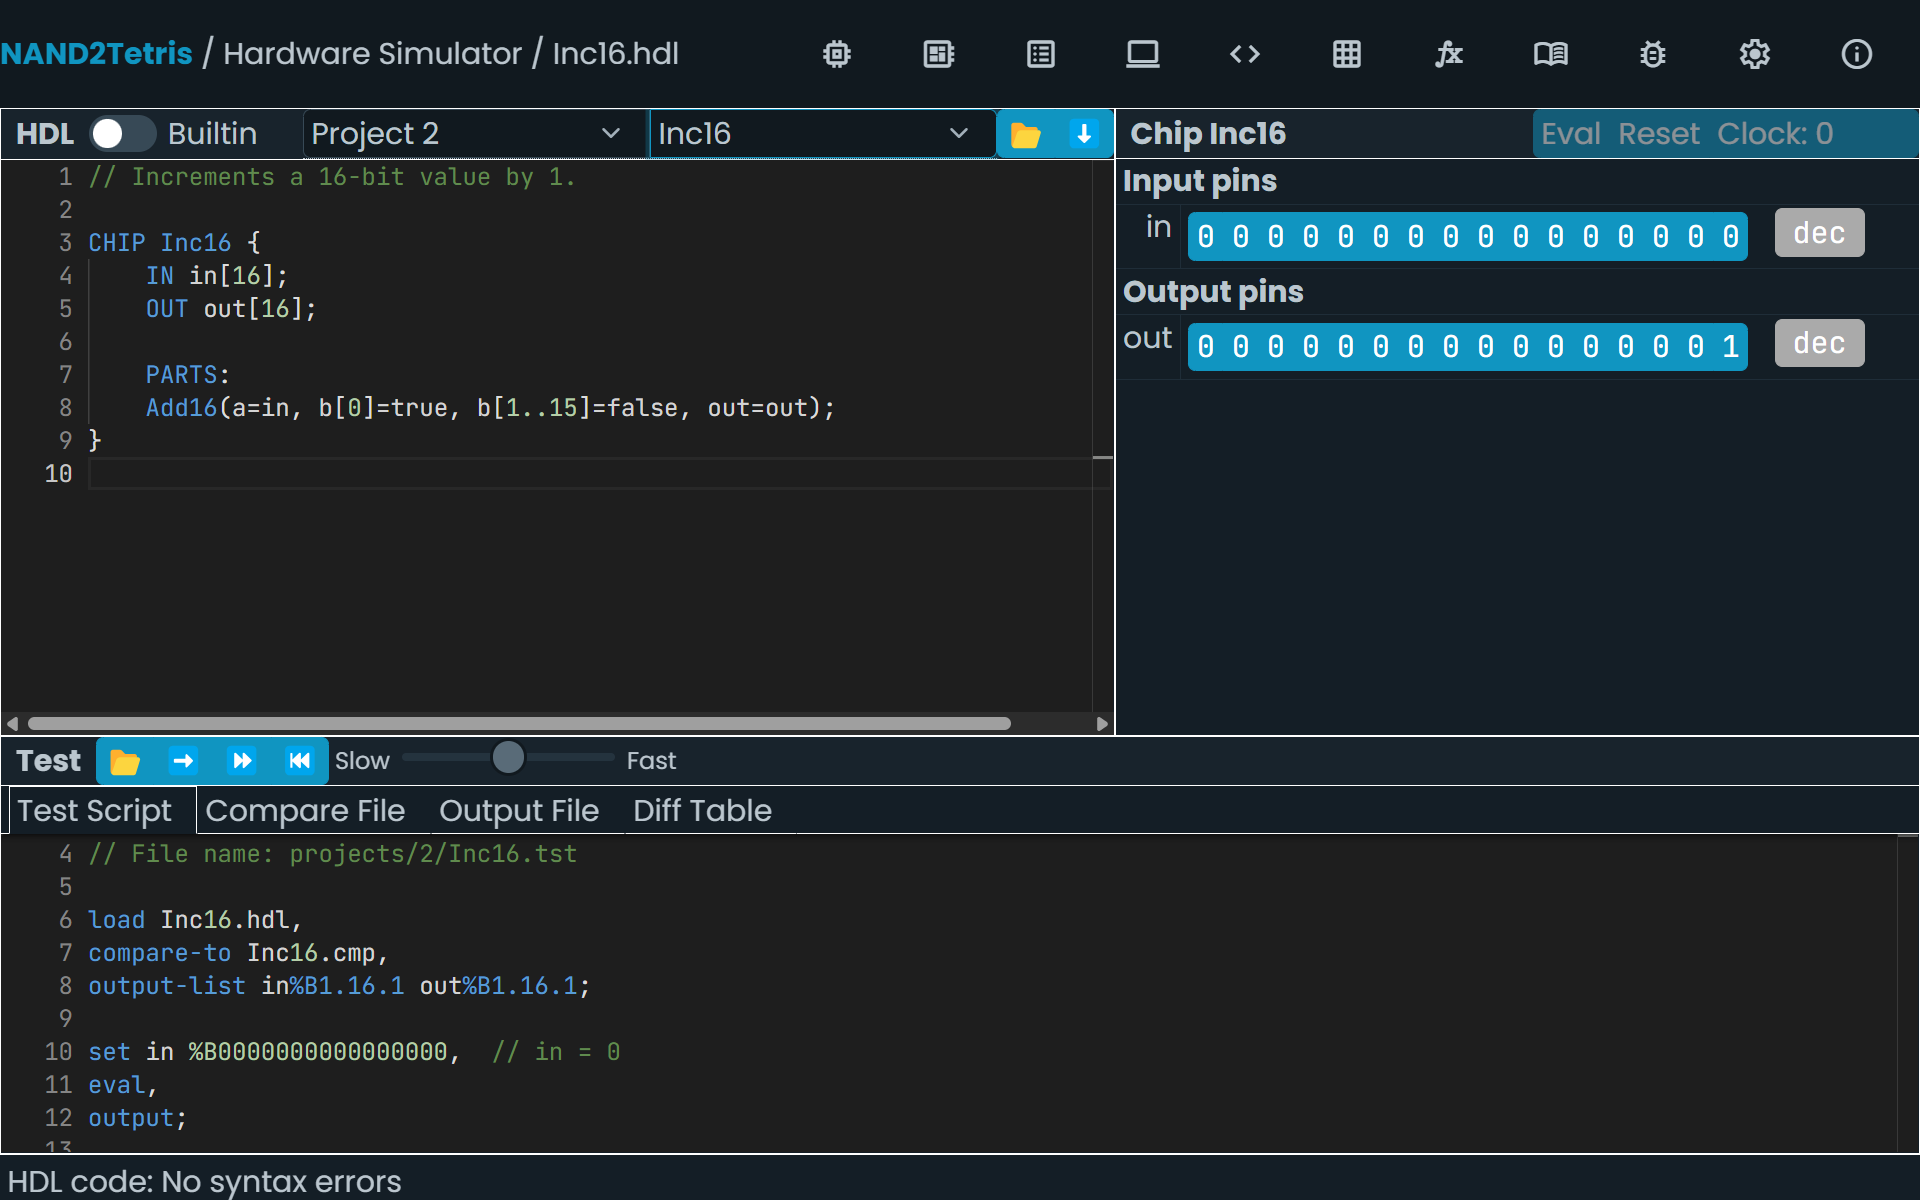 NAND2Tetris / Hardware Simulator / Inc16.hdl
HDL Builtin Project 2 Inc16
1 // Increments a 16-bit value by 1.
2
3 CHIP Inc16 {
4 IN in[16];
5 OUT out[16];
6
7 PARTS:
8 Add16(a=in, b[0]=true, b[1..15]=false, out=out);
9 }
10
Chip Inc16 Eval Reset Clock: 0
Input pins
in 0 0 0 0 0 0 0 0 0 0 0 0 0 0 0 0 dec
Output pins
out 0 0 0 0 0 0 0 0 0 0 0 0 0 0 0 1 dec
Test Slow Fast
Test Script Compare File Output File Diff Table
4 // File name: projects/2/Inc16.tst
5
6 load Inc16.hdl,
7 compare-to Inc16.cmp,
8 output-list in%B1.16.1 out%B1.16.1;
9
10 set in %B0000000000000000, // in = 0
11 eval,
12 output;
13
HDL code: No syntax errors